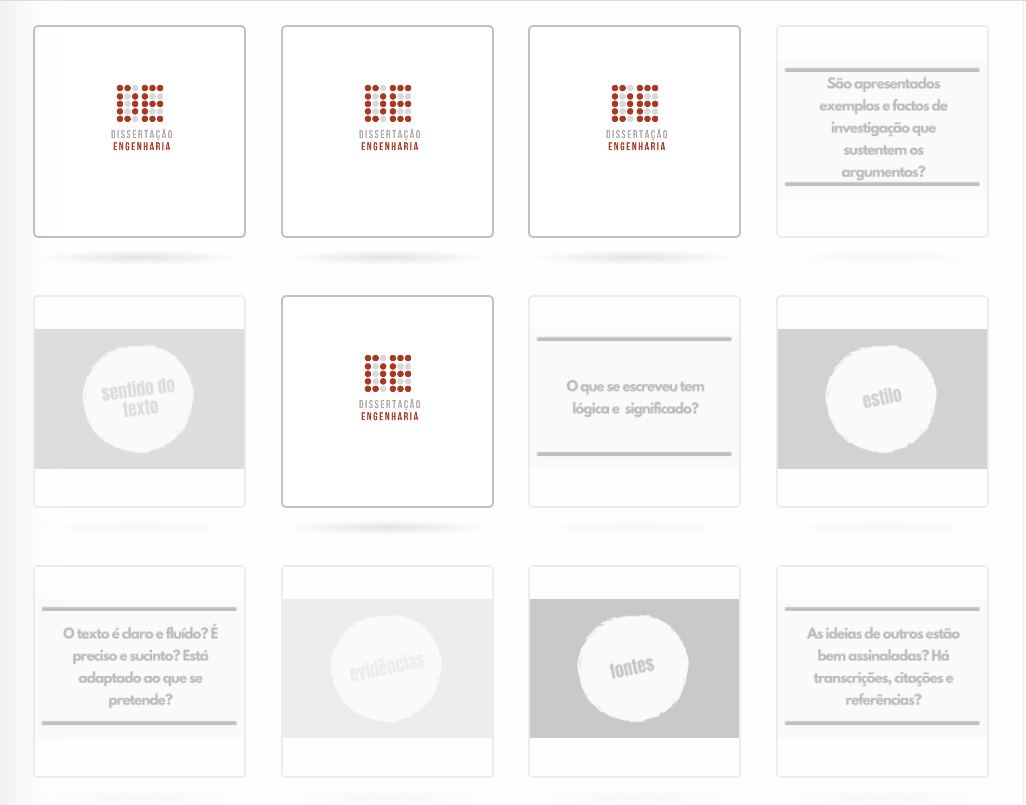 DISSERTAÇÃO
ENGENHARIA
DISSERTAÇÃO
ENGENHARIA
DISSERTAÇÃO
ENGENHARIA
São apresentados
exemplos e factos de
investigação que
sustentem os
argumentos?
sentido do
texto
DISSERTAÇÃO
ENGENHARIA
O que se escreveu tem
lógica e significado?
estilo
O texto é claro e fluído? É
preciso e sucinto? Está
adaptado ao que se
pretende?
evidências
fontes
As ideias de outros estão
bem assinaladas? Há
transcrições, citações e
referências?